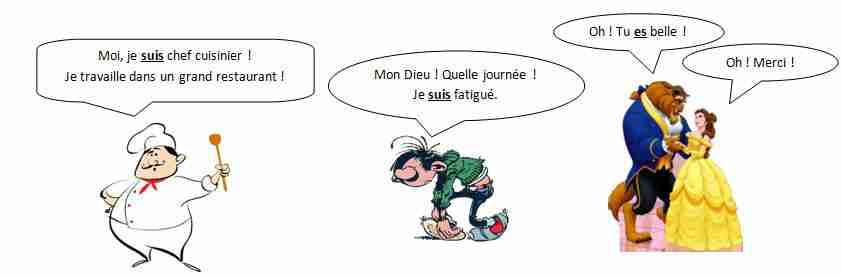 Moi, je suis chef cuisinier !
Je travaille dans un grand restaurant !
Mon Dieu ! Quelle journée !
Je suis fatigué.
Oh ! Tu es belle !
Oh ! Merci !